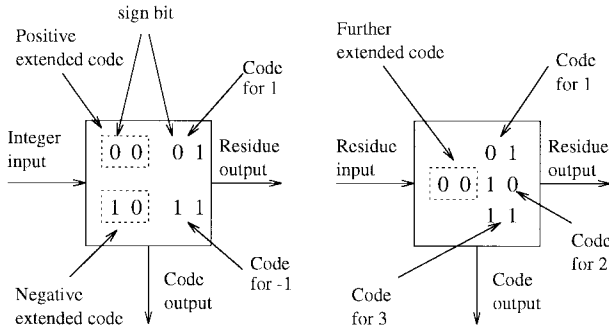 sign bit
Positive
extended code
Code
for 1
Integer
input
0 0 0 1
Residue
output
1 0 1 1
Negative
extended code
Code
output
Code
for -1
Further
extended code
Code
for 1
Residue
input
0 1
0 0 1 0
1 1
Residue
output
Code
for 3
Code
output
Code
for 2